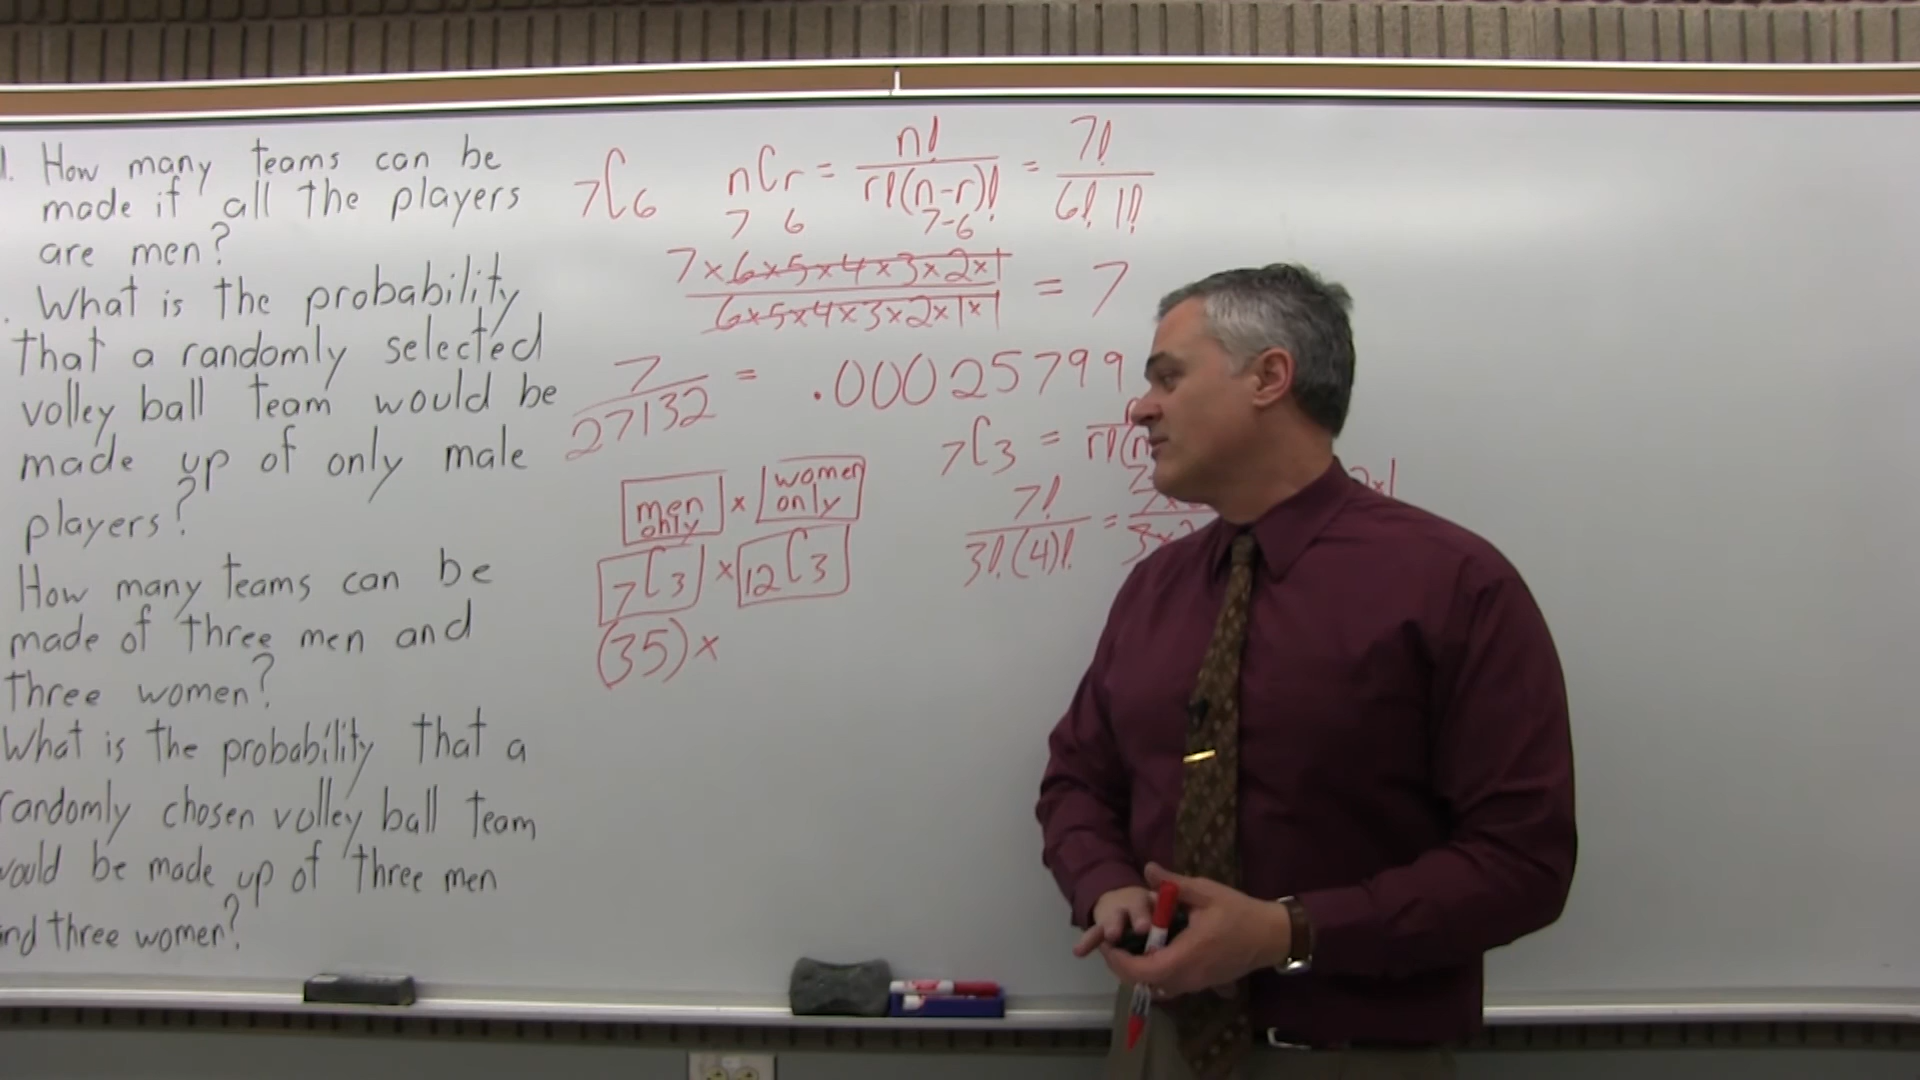 1. How many teams can be
made if all the players
are men?
. What is the probability
that a randomly selected
volley ball team would be
made up of only male
players?
How many teams can be
made of three men and
three women?
What is the probability that a
randomly chosen volley ball team
would be made up of three men
and three women?
7C6 nCr = n! / r!(n-r)! = 7! / 6! 1!
7 6 7-6
7×6×5×4×3×2×1 / 6×5×4×3×2×1×1 = 7
7/27132 = .00025799
men only × women only
7C3 × 12C3
(35) ×
7C3 =
7! / 3!(4)! =